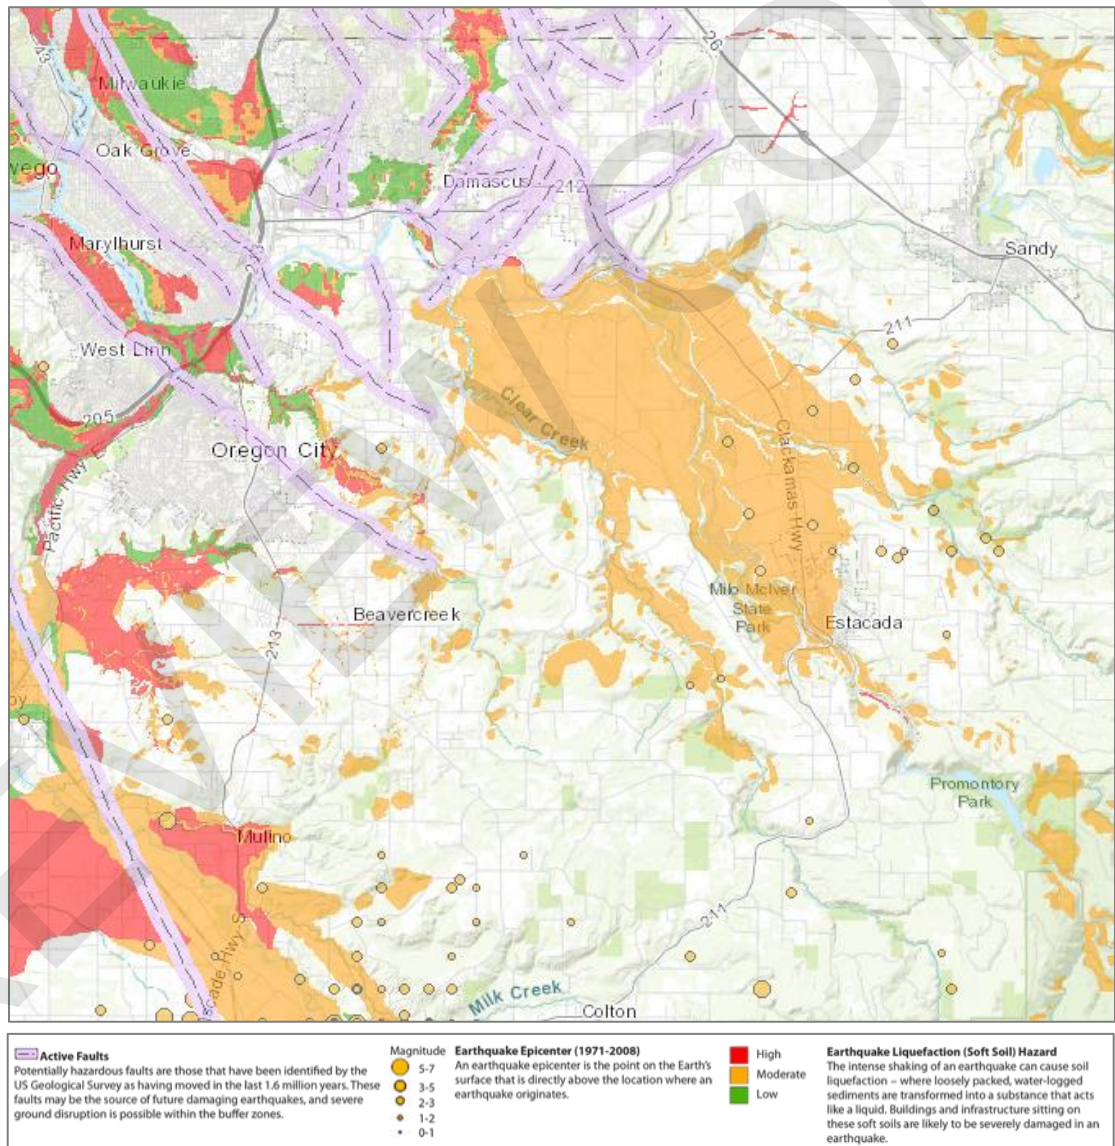 26
43
Milwaukie
Oak Grove
wego
Damascus
212
Marylhurst
213
Sandy
211
West Linn
205
Clear Creek
Oregon City
Clackamas Hwy
Pacific Hwy E
Milo McIver
State
Park
Beavercreek
Estacada
213
by
Promontory
Park
Mulino
211
cade Hwy S
Milk Creek
Colton
Active Faults
Potentially hazardous faults are those that have been identified by the
US Geological Survey as having moved in the last 1.6 million years. These
faults may be the source of future damaging earthquakes, and severe
ground disruption is possible within the buffer zones.
Magnitude
5-7
3-5
2-3
1-2
0-1
Earthquake Epicenter (1971-2008)
An earthquake epicenter is the point on the Earth's
surface that is directly above the location where an
earthquake originates.
High
Moderate
Low
Earthquake Liquefaction (Soft Soil) Hazard
The intense shaking of an earthquake can cause soil
liquefaction – where loosely packed, water-logged
sediments are transformed into a substance that acts
like a liquid. Buildings and infrastructure sitting on
these soft soils are likely to be severely damaged in an
earthquake.